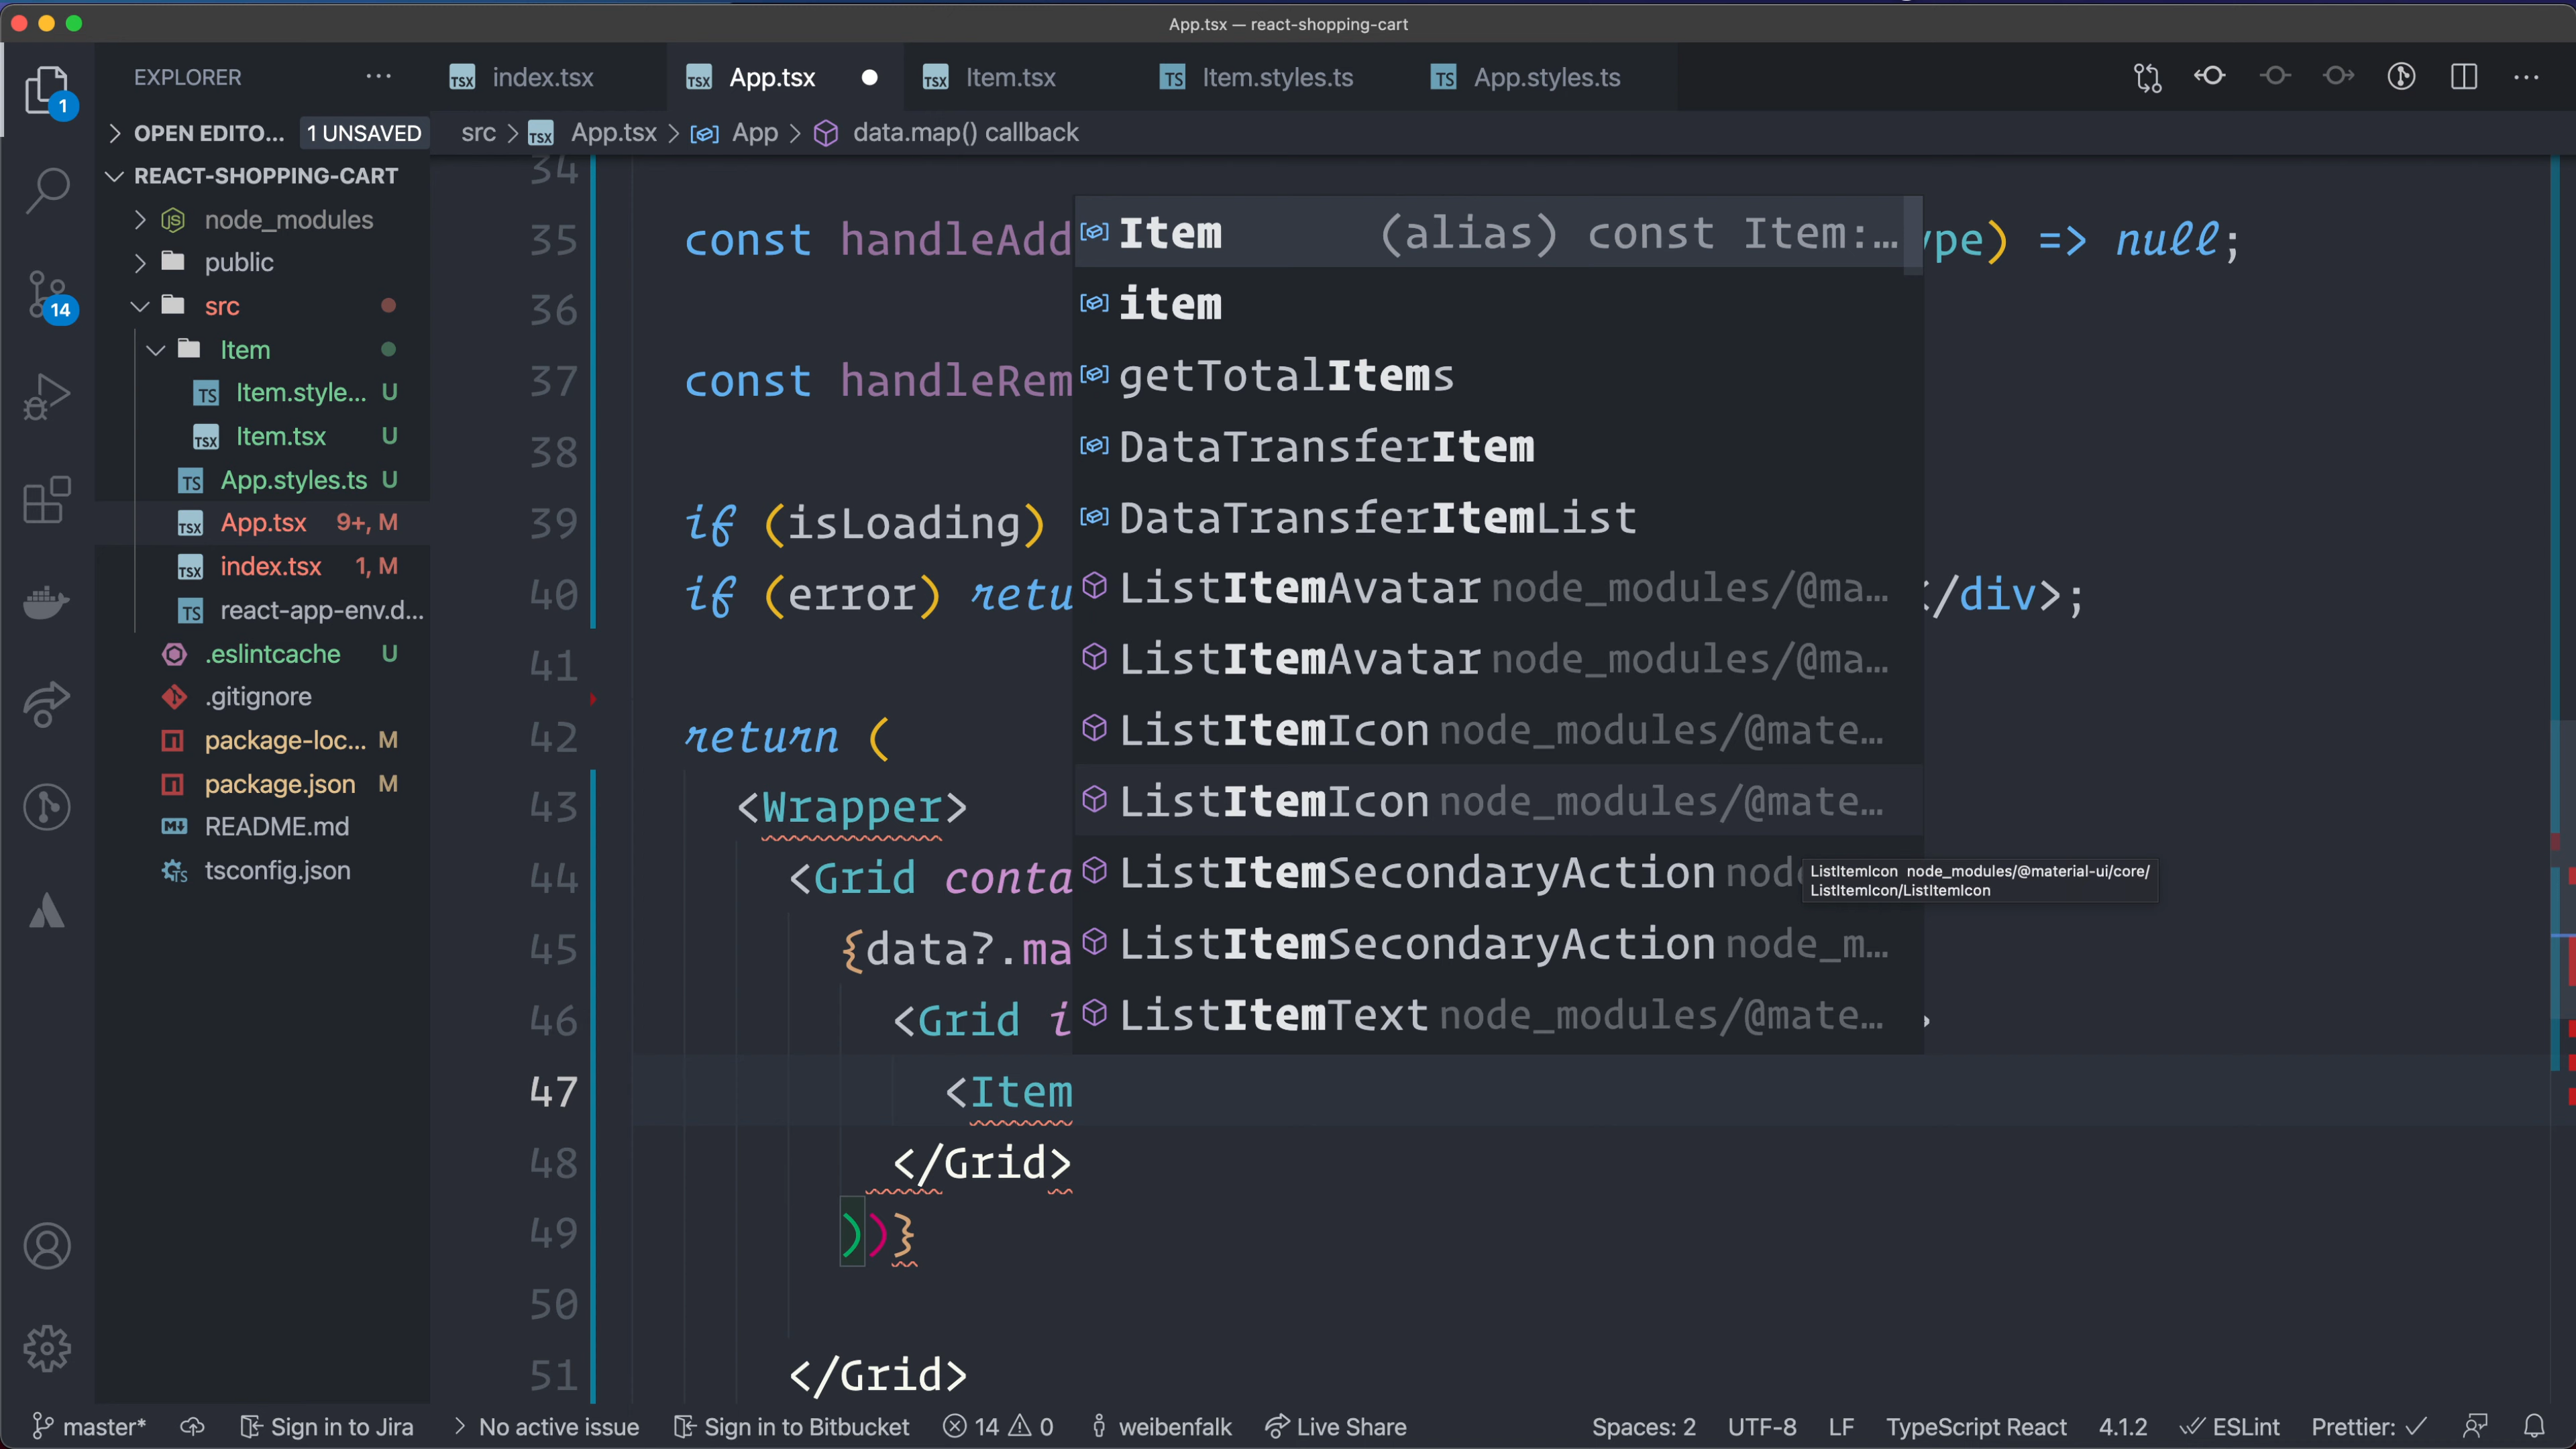 App.tsx — react-shopping-cart
EXPLORER
index.tsx
App.tsx
Item.tsx
Item.styles.ts
App.styles.ts
1
OPEN EDITO... 1 UNSAVED
src > App.tsx > App > data.map() callback
REACT-SHOPPING-CART
node_modules
public
src
14
Item
Item.style... U
Item.tsx U
App.styles.ts U
App.tsx 9+, M
index.tsx 1, M
react-app-env.d...
.eslintcache U
.gitignore
package-loc... M
package.json M
README.md
tsconfig.json
34
35 const handleAdd ype) => null;
36
37 const handleRem
38
39 if (isLoading)
40 if (error) retu </div>;
41
42 return (
43 <Wrapper>
44 <Grid conta
45 {data?.ma
46 <Grid i
47 <Item
48 </Grid>
49 ))}
50
51 </Grid>
Item (alias) const Item:...
item
getTotalItems
DataTransferItem
DataTransferItemList
ListItemAvatar node_modules/@ma...
ListItemAvatar node_modules/@ma...
ListItemIcon node_modules/@mate...
ListItemIcon node_modules/@mate...
ListItemSecondaryAction nod
ListItemSecondaryAction node_m...
ListItemText node_modules/@mate...
ListItemIcon node_modules/@material-ui/core/
ListItemIcon/ListItemIcon
master* Sign in to Jira > No active issue Sign in to Bitbucket 14 0 weibenfalk Live Share Spaces: 2 UTF-8 LF TypeScript React 4.1.2 ESLint Prettier: ✓